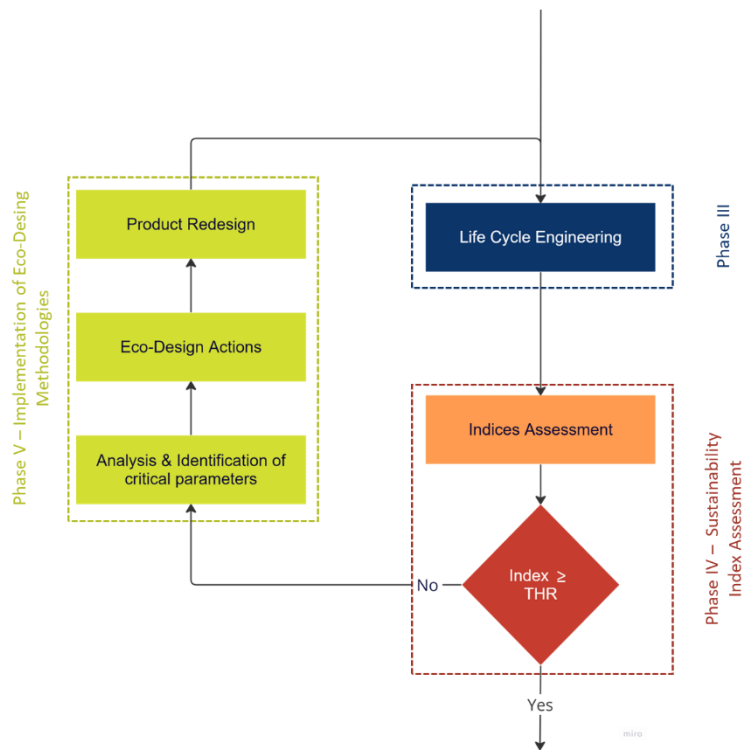 Phase V – Implementation of Eco-Desing
Methodologies
Product Redesign
Eco-Design Actions
Analysis & Identification of
critical parameters
Life Cycle Engineering
Phase III
Indices Assessment
Index ≥
THR
No
Yes
Phase IV – Sustainability
Index Assessment
miro